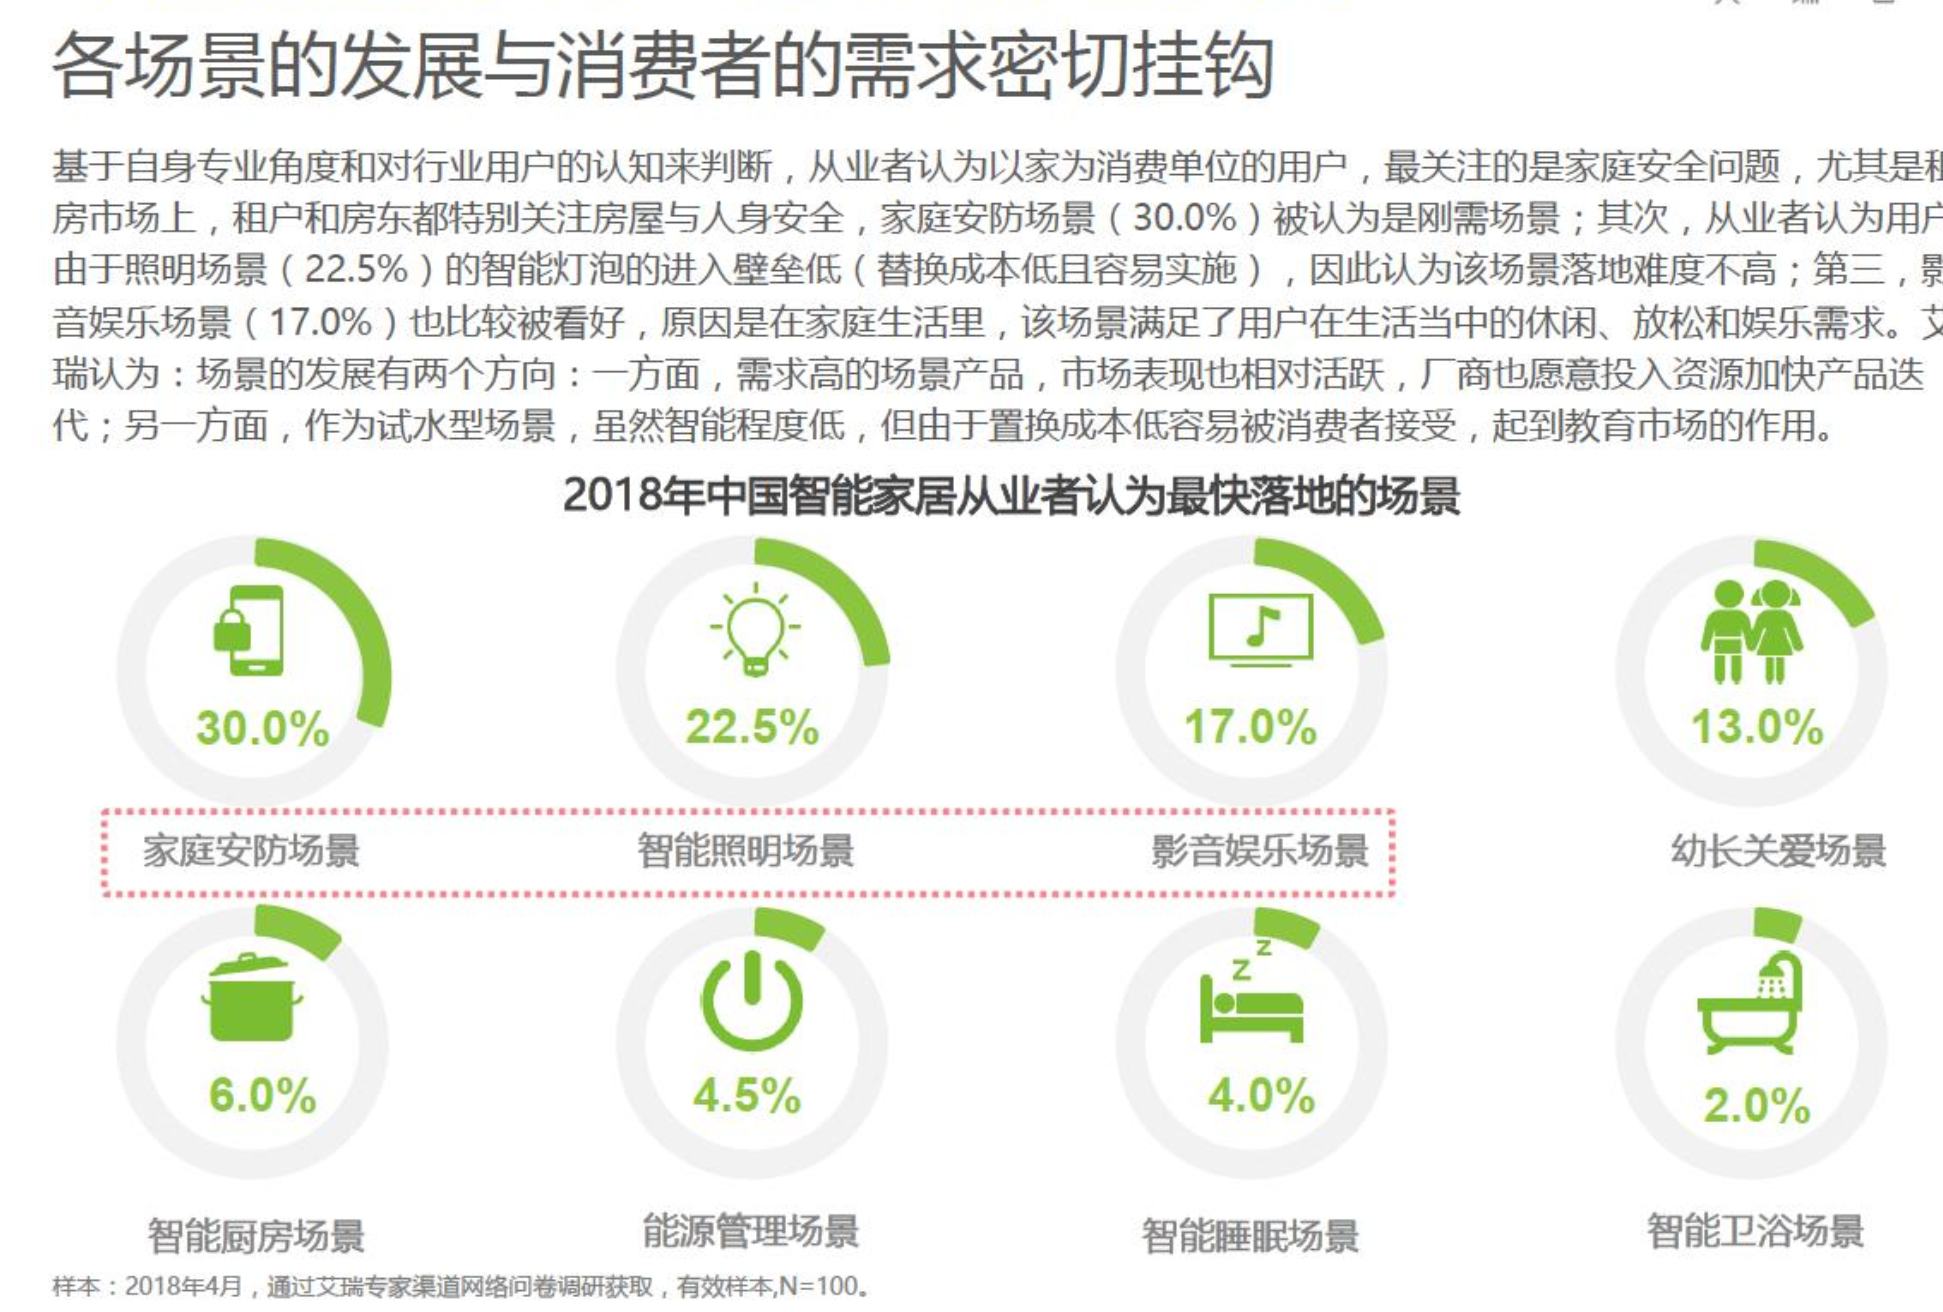 各场景的发展与消费者的需求密切挂钩
基于自身专业角度和对行业用户的认知来判断，从业者认为以家为消费单位的用户，最关注的是家庭安全问题，尤其是租
房市场上，租户和房东都特别关注房屋与人身安全，家庭安防场景（30.0%）被认为是刚需场景；其次，从业者认为用户
由于照明场景（22.5%）的智能灯泡的进入壁垒低（替换成本低且容易实施），因此认为该场景落地难度不高；第三，影
音娱乐场景（17.0%）也比较被看好，原因是在家庭生活里，该场景满足了用户在生活当中的休闲、放松和娱乐需求。艾
瑞认为：场景的发展有两个方向：一方面，需求高的场景产品，市场表现也相对活跃，厂商也愿意投入资源加快产品迭
代；另一方面，作为试水型场景，虽然智能程度低，但由于置换成本低容易被消费者接受，起到教育市场的作用。
2018年中国智能家居从业者认为最快落地的场景
30.0%
22.5%
17.0%
13.0%
家庭安防场景
智能照明场景
影音娱乐场景
幼长关爱场景
z
z
6.0%
4.5%
4.0%
2.0%
智能厨房场景
能源管理场景
智能睡眠场景
智能卫浴场景
样本：2018年4月，通过艾瑞专家渠道网络问卷调研获取，有效样本,N=100。